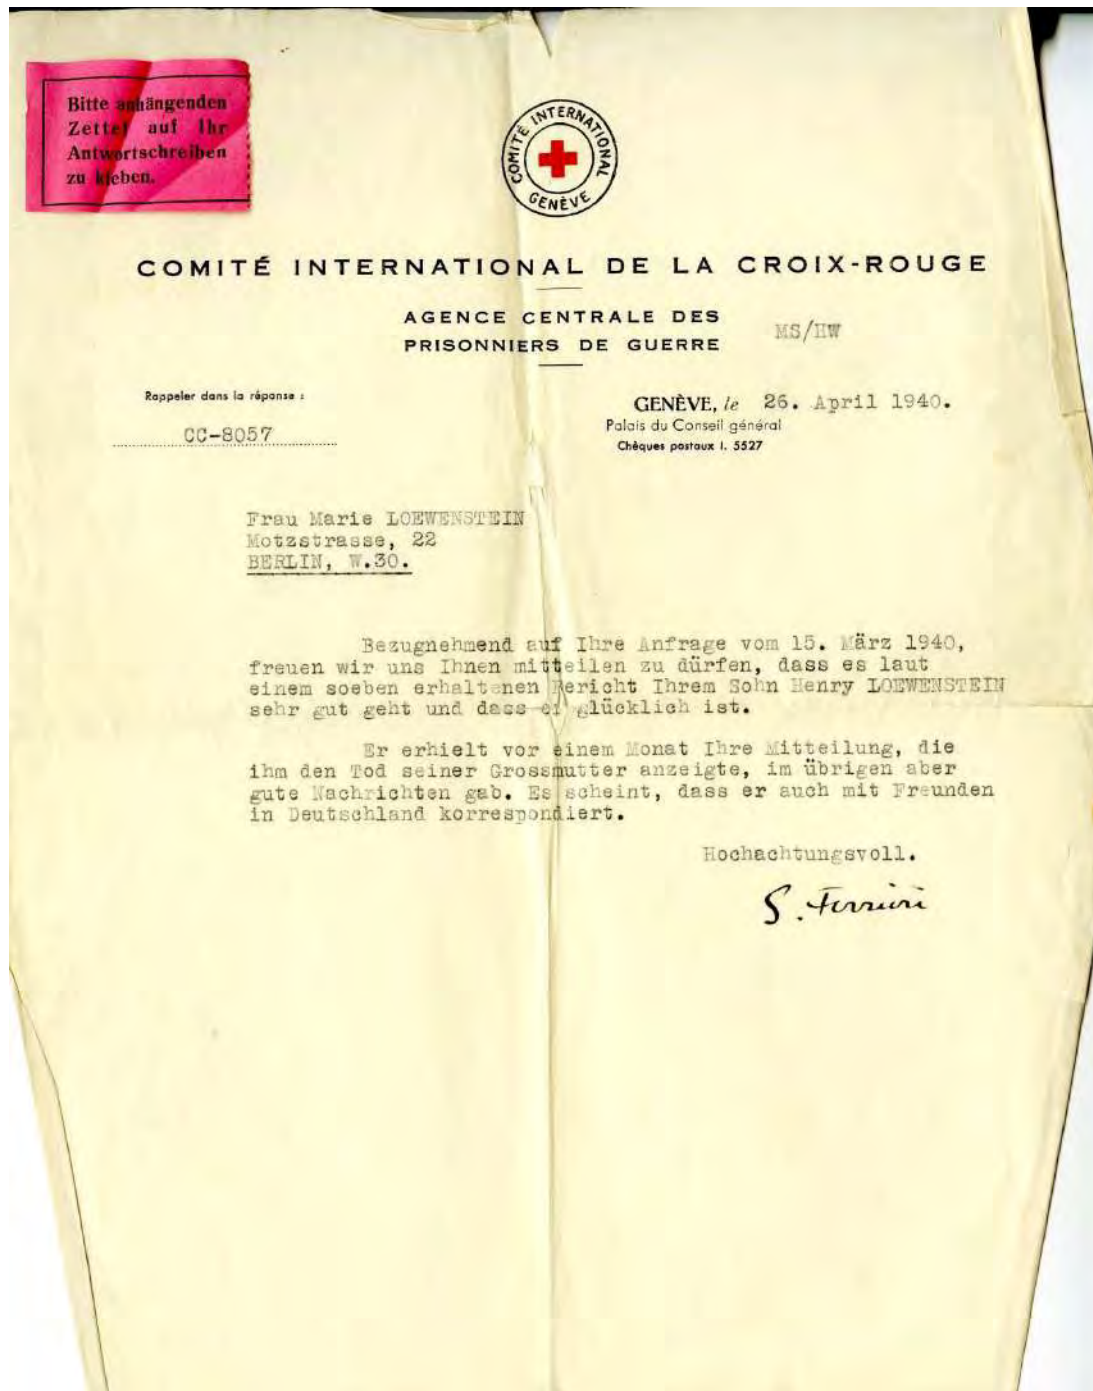 Bitte anhängenden
Zettel auf Ihr
Antwortschreiben
zu kleben.
COMITÉ INTERNATIONAL
GENÈVE
COMITÉ INTERNATIONAL DE LA CROIX-ROUGE
AGENCE CENTRALE DES
PRISONNIERS DE GUERRE
MS/HW
Rappeler dans la réponse :
CC-8057
GENÈVE, le 26. April 1940.
Palais du Conseil général
Chèques postaux I. 5527
Frau Marie LOEWENSTEIN
Motzstrasse, 22
BERLIN, W.30.
Bezugnehmend auf Ihre Anfrage vom 15. März 1940,
freuen wir uns Ihnen mitteilen zu dürfen, dass es laut
einem soeben erhaltenen Bericht Ihrem Sohn Henry LOEWENSTEIN
sehr gut geht und dass er glücklich ist.
Er erhielt vor einem Monat Ihre Mitteilung, die
ihm den Tod seiner Grossmutter anzeigte, im übrigen aber
gute Nachrichten gab. Es scheint, dass er auch mit Freunden
in Deutschland korrespondiert.
Hochachtungsvoll.
S. Ferrière